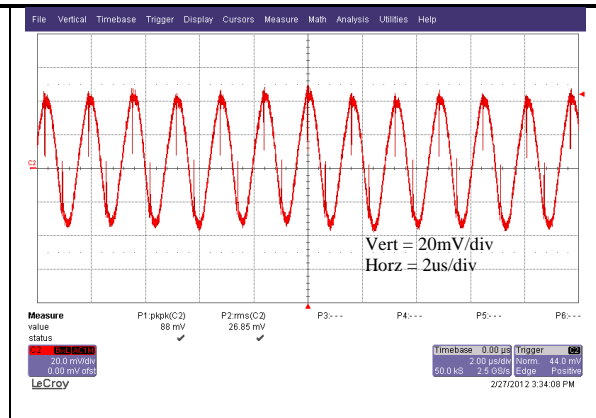 File Vertical Timebase Trigger Display Cursors Measure Math Analysis Utilities Help
C2
Vert = 20mV/div
Horz = 2us/div
Measure P1:pkpk(C2) P2:rms(C2) P3:--- P4:--- P5:--- P6:---
value 88 mV 26.85 mV
status ✓ ✓
C2
20.0 mV/div
0.00 mV ofst
Timebase 0.00 µs
2.00 µs/div
50.0 kS 2.5 GS/s
Trigger C2
Norm. 44.0 mV
Edge Positive
LeCroy
2/27/2012 3:34:08 PM